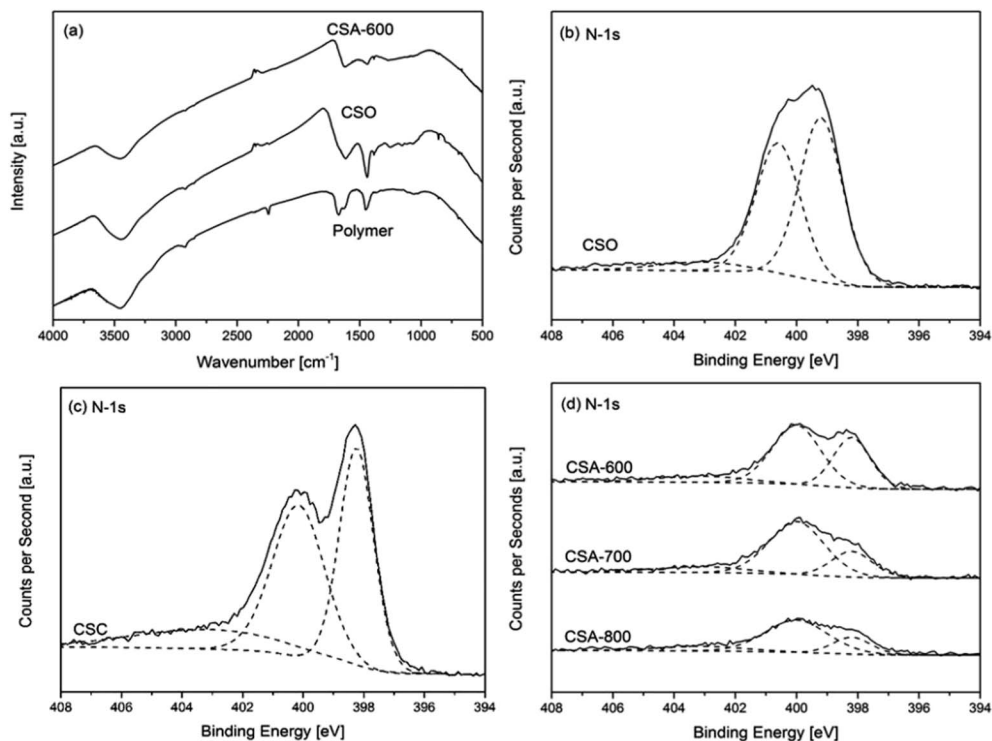 (a)
CSA-600
CSO
Polymer
Intensity [a.u.]
4000 3500 3000 2500 2000 1500 1000 500
Wavenumber [cm⁻¹]
(b) N-1s
CSO
Counts per Second [a.u.]
408 406 404 402 400 398 396 394
Binding Energy [eV]
(c) N-1s
CSC
Counts per Second [a.u.]
408 406 404 402 400 398 396 394
Binding Energy [eV]
(d) N-1s
CSA-600
CSA-700
CSA-800
Counts per Seconds [a.u.]
408 406 404 402 400 398 396 394
Binding Energy [eV]